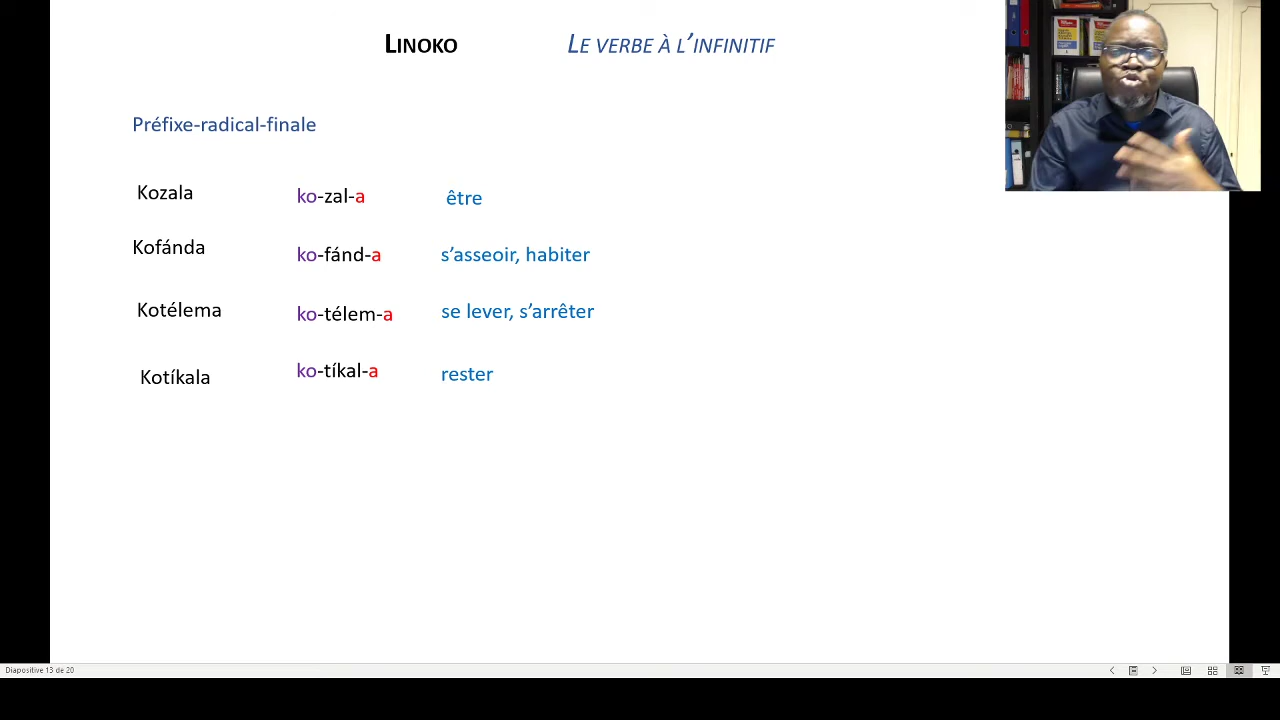 LINOKO LE VERBE À L'INFINITIF
Préfixe-radical-finale
Kozala ko-zal-a être
Kofánda ko-fánd-a s'asseoir, habiter
Kotélema ko-télem-a se lever, s'arrêter
Kotíkala ko-tíkal-a rester
Diapositive 13 de 20